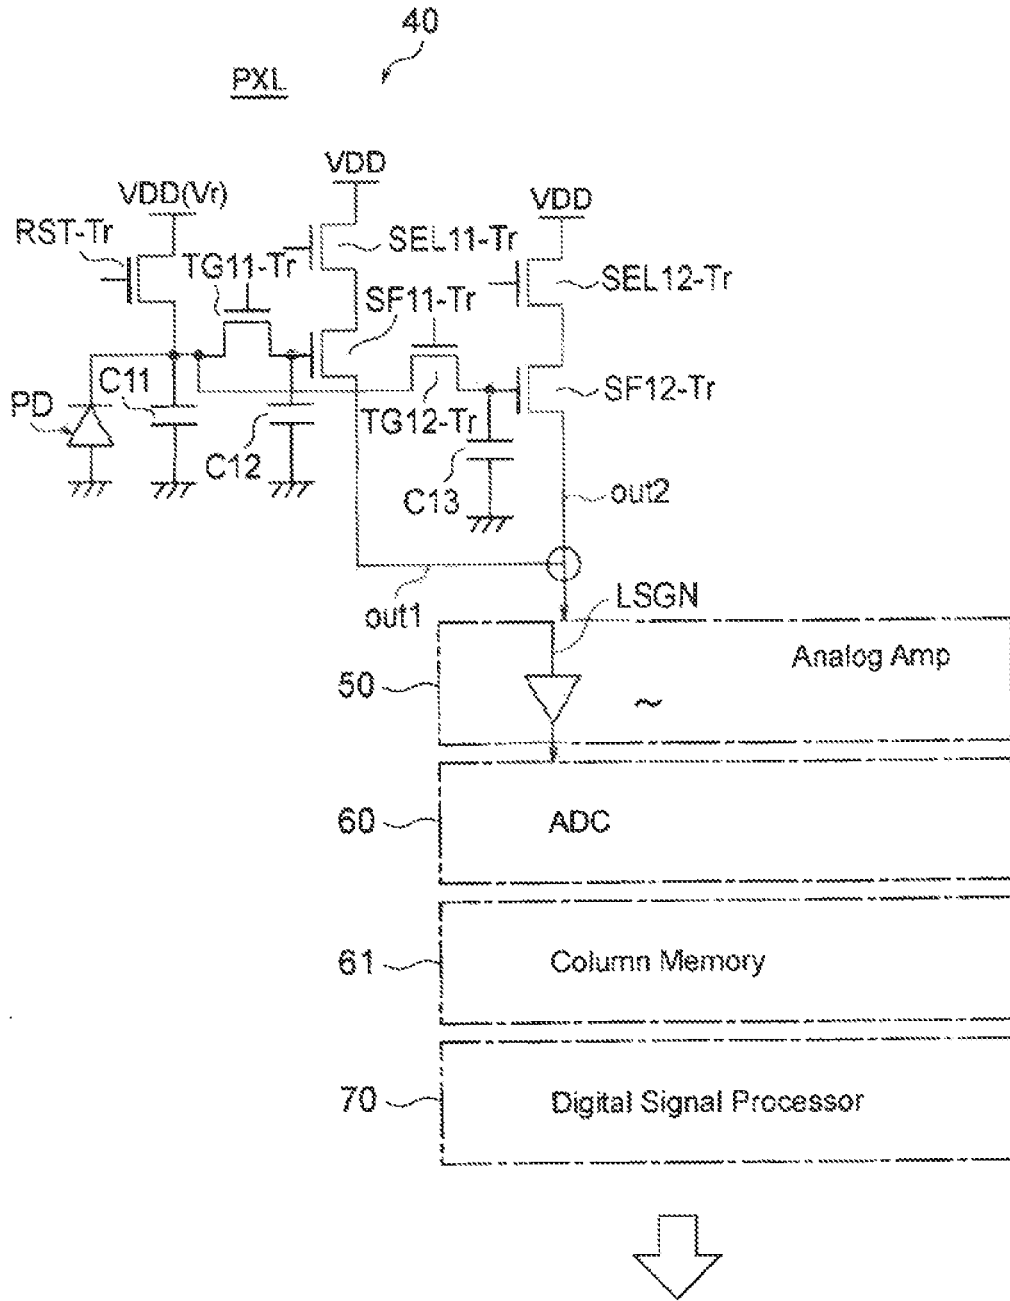 40
PXL
VDD
VDD(Vr)
VDD
RST-Tr
SEL11-Tr
TG11-Tr
SEL12-Tr
SF11-Tr
C11
SF12-Tr
PD
TG12-Tr
C12
C13
out2
out1
LSGN
Analog Amp
50
~
60
ADC
61
Column Memory
70
Digital Signal Processor